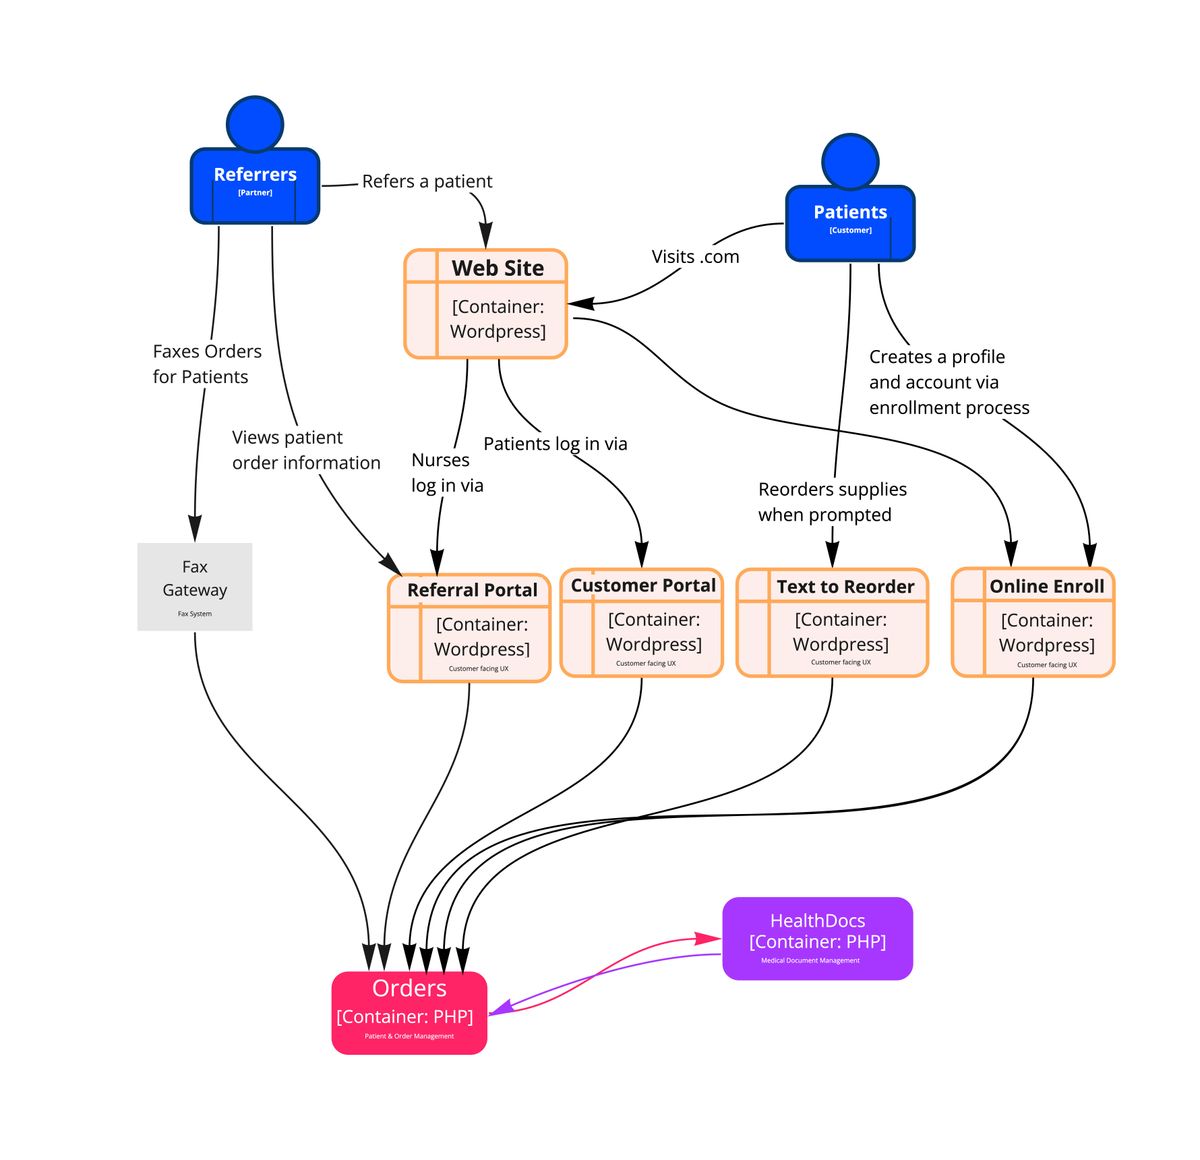 Referrers
[Partner]
Refers a patient
Patients
[Customer]
Web Site
[Container:
Wordpress]
Visits .com
Faxes Orders
for Patients
Creates a profile
and account via
enrollment process
Views patient
order information
Nurses
log in via
Patients log in via
Reorders supplies
when prompted
Fax
Gateway
Fax System
Referral Portal
[Container:
Wordpress]
Customer facing UX
Customer Portal
[Container:
Wordpress]
Customer facing UX
Text to Reorder
[Container:
Wordpress]
Customer facing UX
Online Enroll
[Container:
Wordpress]
Customer facing UX
HealthDocs
[Container: PHP]
Medical Document Management
Orders
[Container: PHP]
Patient & Order Management